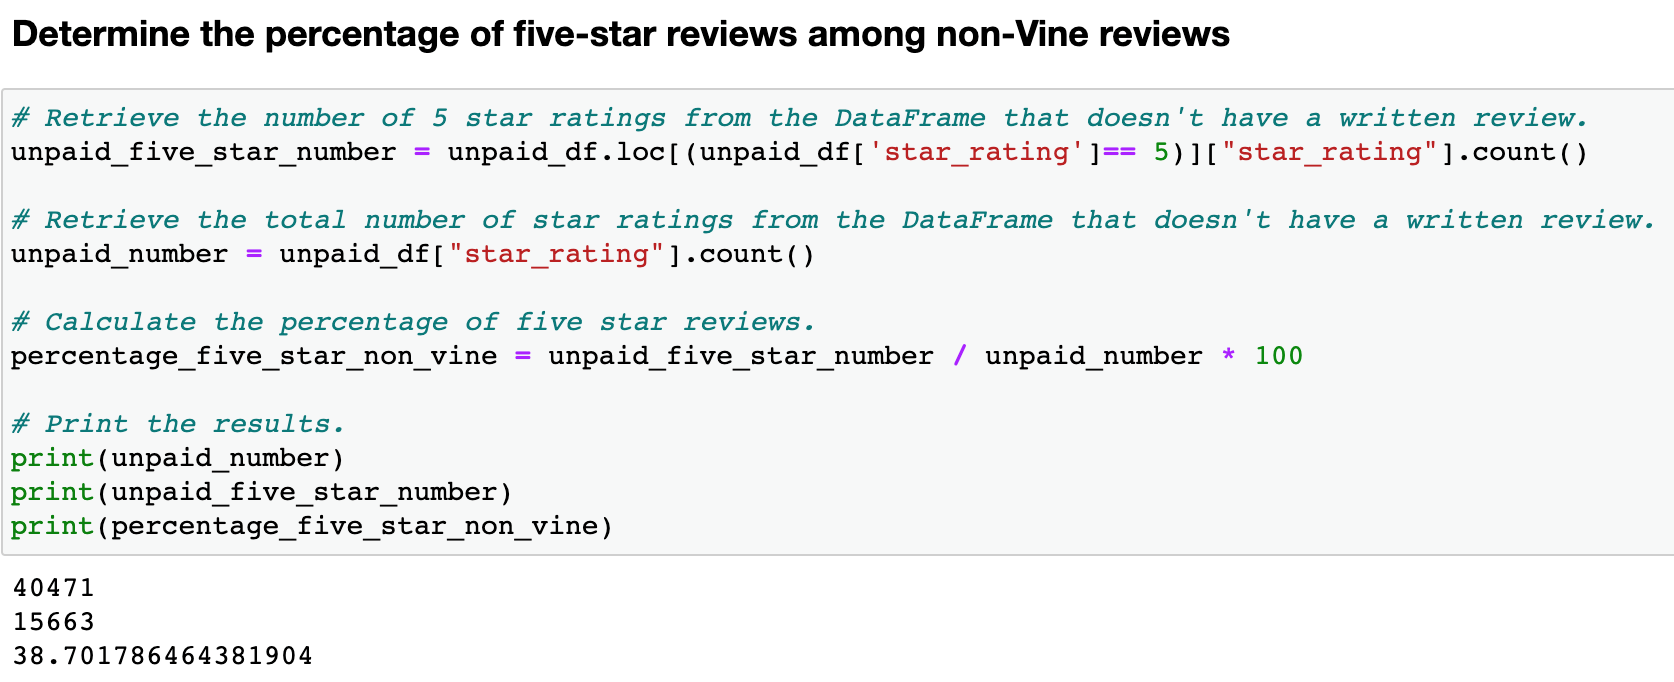 Determine the percentage of five-star reviews among non-Vine reviews
# Retrieve the number of 5 star ratings from the DataFrame that doesn't have a written review.
unpaid_five_star_number = unpaid_df.loc[(unpaid_df['star_rating']== 5)]["star_rating"].count()
# Retrieve the total number of star ratings from the DataFrame that doesn't have a written review.
unpaid_number = unpaid_df["star_rating"].count()
# Calculate the percentage of five star reviews.
percentage_five_star_non_vine = unpaid_five_star_number / unpaid_number * 100
# Print the results.
print(unpaid_number)
print(unpaid_five_star_number)
print(percentage_five_star_non_vine)
40471
15663
38.701786464381904